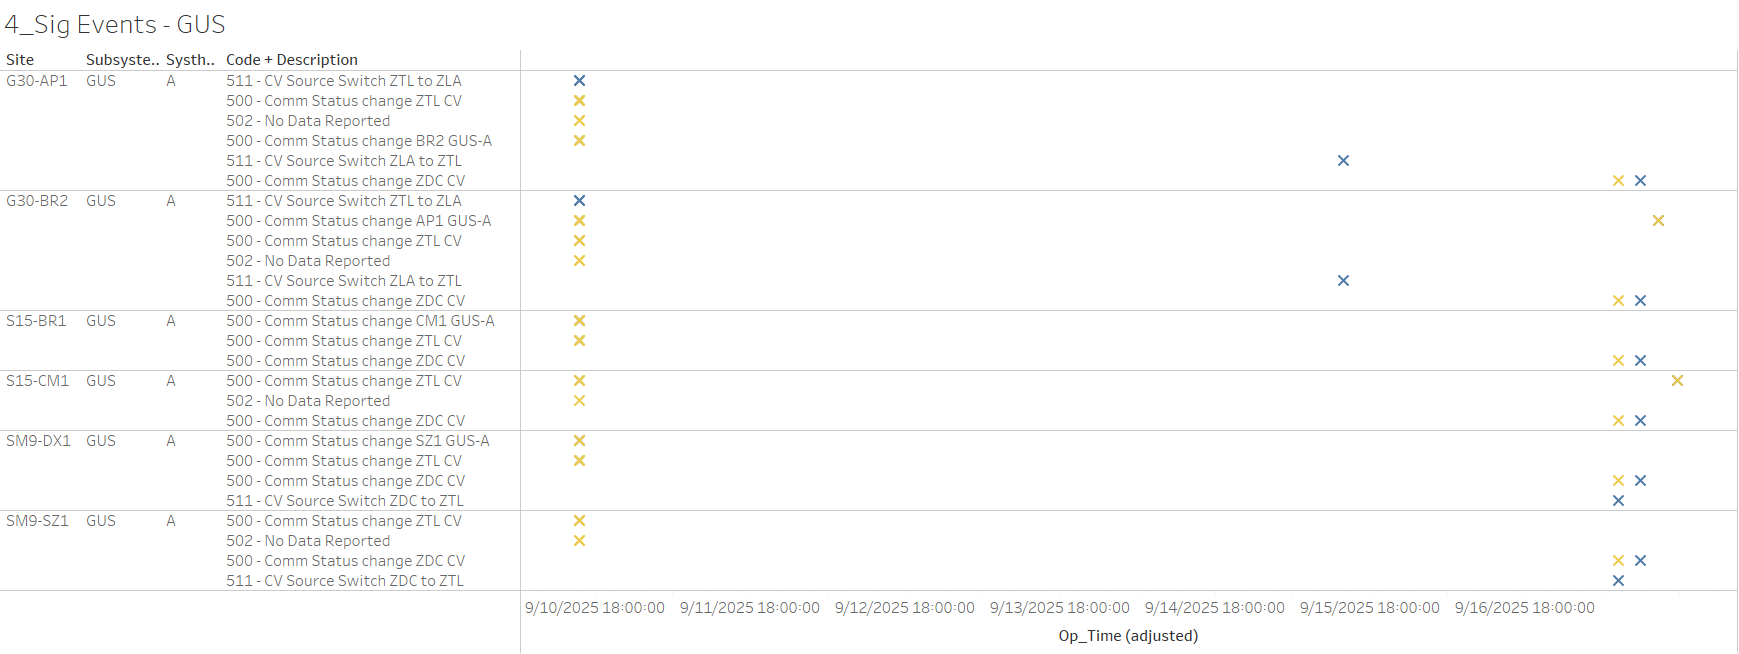 4_Sig Events - GUS
Site Subsyste.. Systh.. Code + Description
G30-AP1 GUS A 511 - CV Source Switch ZTL to ZLA
500 - Comm Status change ZTL CV
502 - No Data Reported
500 - Comm Status change BR2 GUS-A
511 - CV Source Switch ZLA to ZTL
500 - Comm Status change ZDC CV
G30-BR2 GUS A 511 - CV Source Switch ZTL to ZLA
500 - Comm Status change AP1 GUS-A
500 - Comm Status change ZTL CV
502 - No Data Reported
511 - CV Source Switch ZLA to ZTL
500 - Comm Status change ZDC CV
S15-BR1 GUS A 500 - Comm Status change CM1 GUS-A
500 - Comm Status change ZTL CV
500 - Comm Status change ZDC CV
S15-CM1 GUS A 500 - Comm Status change ZTL CV
502 - No Data Reported
500 - Comm Status change ZDC CV
SM9-DX1 GUS A 500 - Comm Status change SZ1 GUS-A
500 - Comm Status change ZTL CV
500 - Comm Status change ZDC CV
511 - CV Source Switch ZDC to ZTL
SM9-SZ1 GUS A 500 - Comm Status change ZTL CV
502 - No Data Reported
500 - Comm Status change ZDC CV
511 - CV Source Switch ZDC to ZTL
9/10/2025 18:00:00 9/11/2025 18:00:00 9/12/2025 18:00:00 9/13/2025 18:00:00 9/14/2025 18:00:00 9/15/2025 18:00:00 9/16/2025 18:00:00
Op_Time (adjusted)